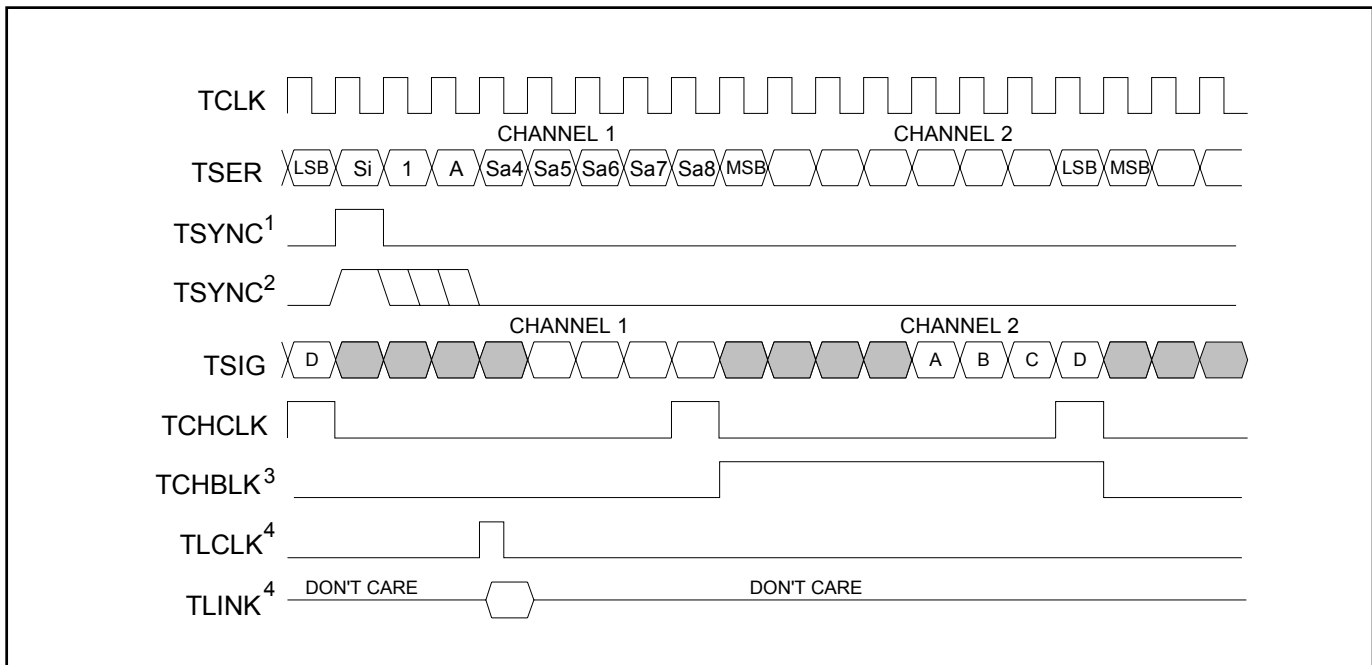 TCLK
CHANNEL 1 CHANNEL 2
TSER LSB Si 1 A Sa4 Sa5 Sa6 Sa7 Sa8 MSB LSB MSB
TSYNC1
TSYNC2
CHANNEL 1 CHANNEL 2
TSIG D A B C D
TCHCLK
TCHBLK3
TLCLK4
DON'T CARE DON'T CARE
TLINK4